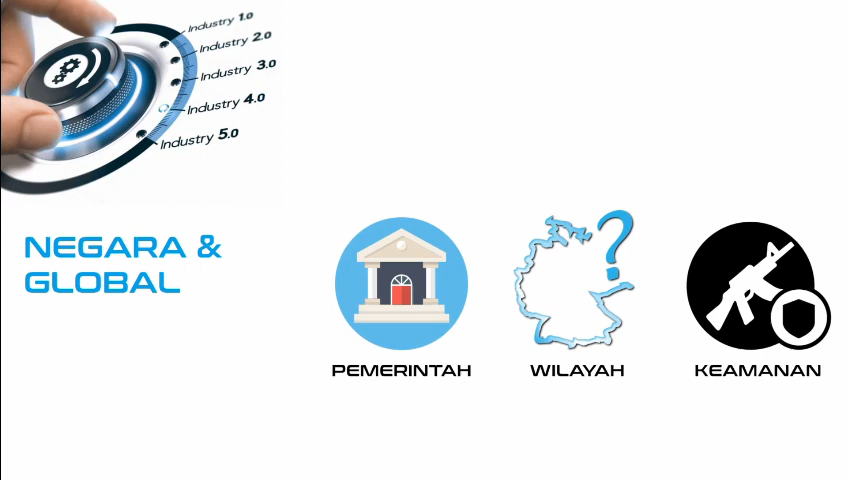 Industry 1.0
Industry 2.0
Industry 3.0
Industry 4.0
Industry 5.0
NEGARA &
GLOBAL
?
PEMERINTAH
WILAYAH
KEAMANAN